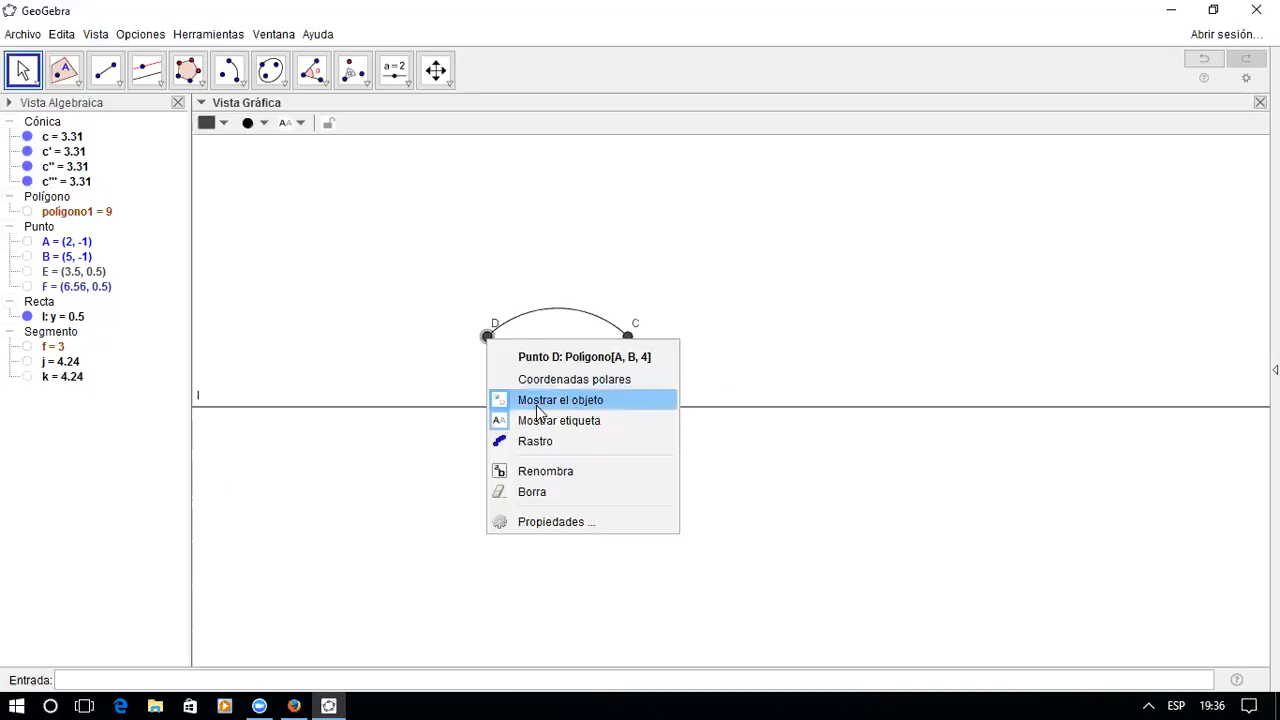 GeoGebra
Archivo Edita Vista Opciones Herramientas Ventana Ayuda
Abrir sesión...
A
α
a = 2
Vista Algebraica
Vista Gráfica
AA
Cónica
c = 3.31
c' = 3.31
c'' = 3.31
c''' = 3.31
Polígono
polígono1 = 9
Punto
A = (2, -1)
B = (5, -1)
E = (3.5, 0.5)
F = (6.56, 0.5)
Recta
l: y = 0.5
Segmento
f = 3
j = 4.24
k = 4.24
D
C
l
Punto D: Polígono[A, B, 4]
Coordenadas polares
Mostrar el objeto
AA Mostrar etiqueta
Rastro
Renombra
Borra
Propiedades ...
Entrada:
ESP 19:36